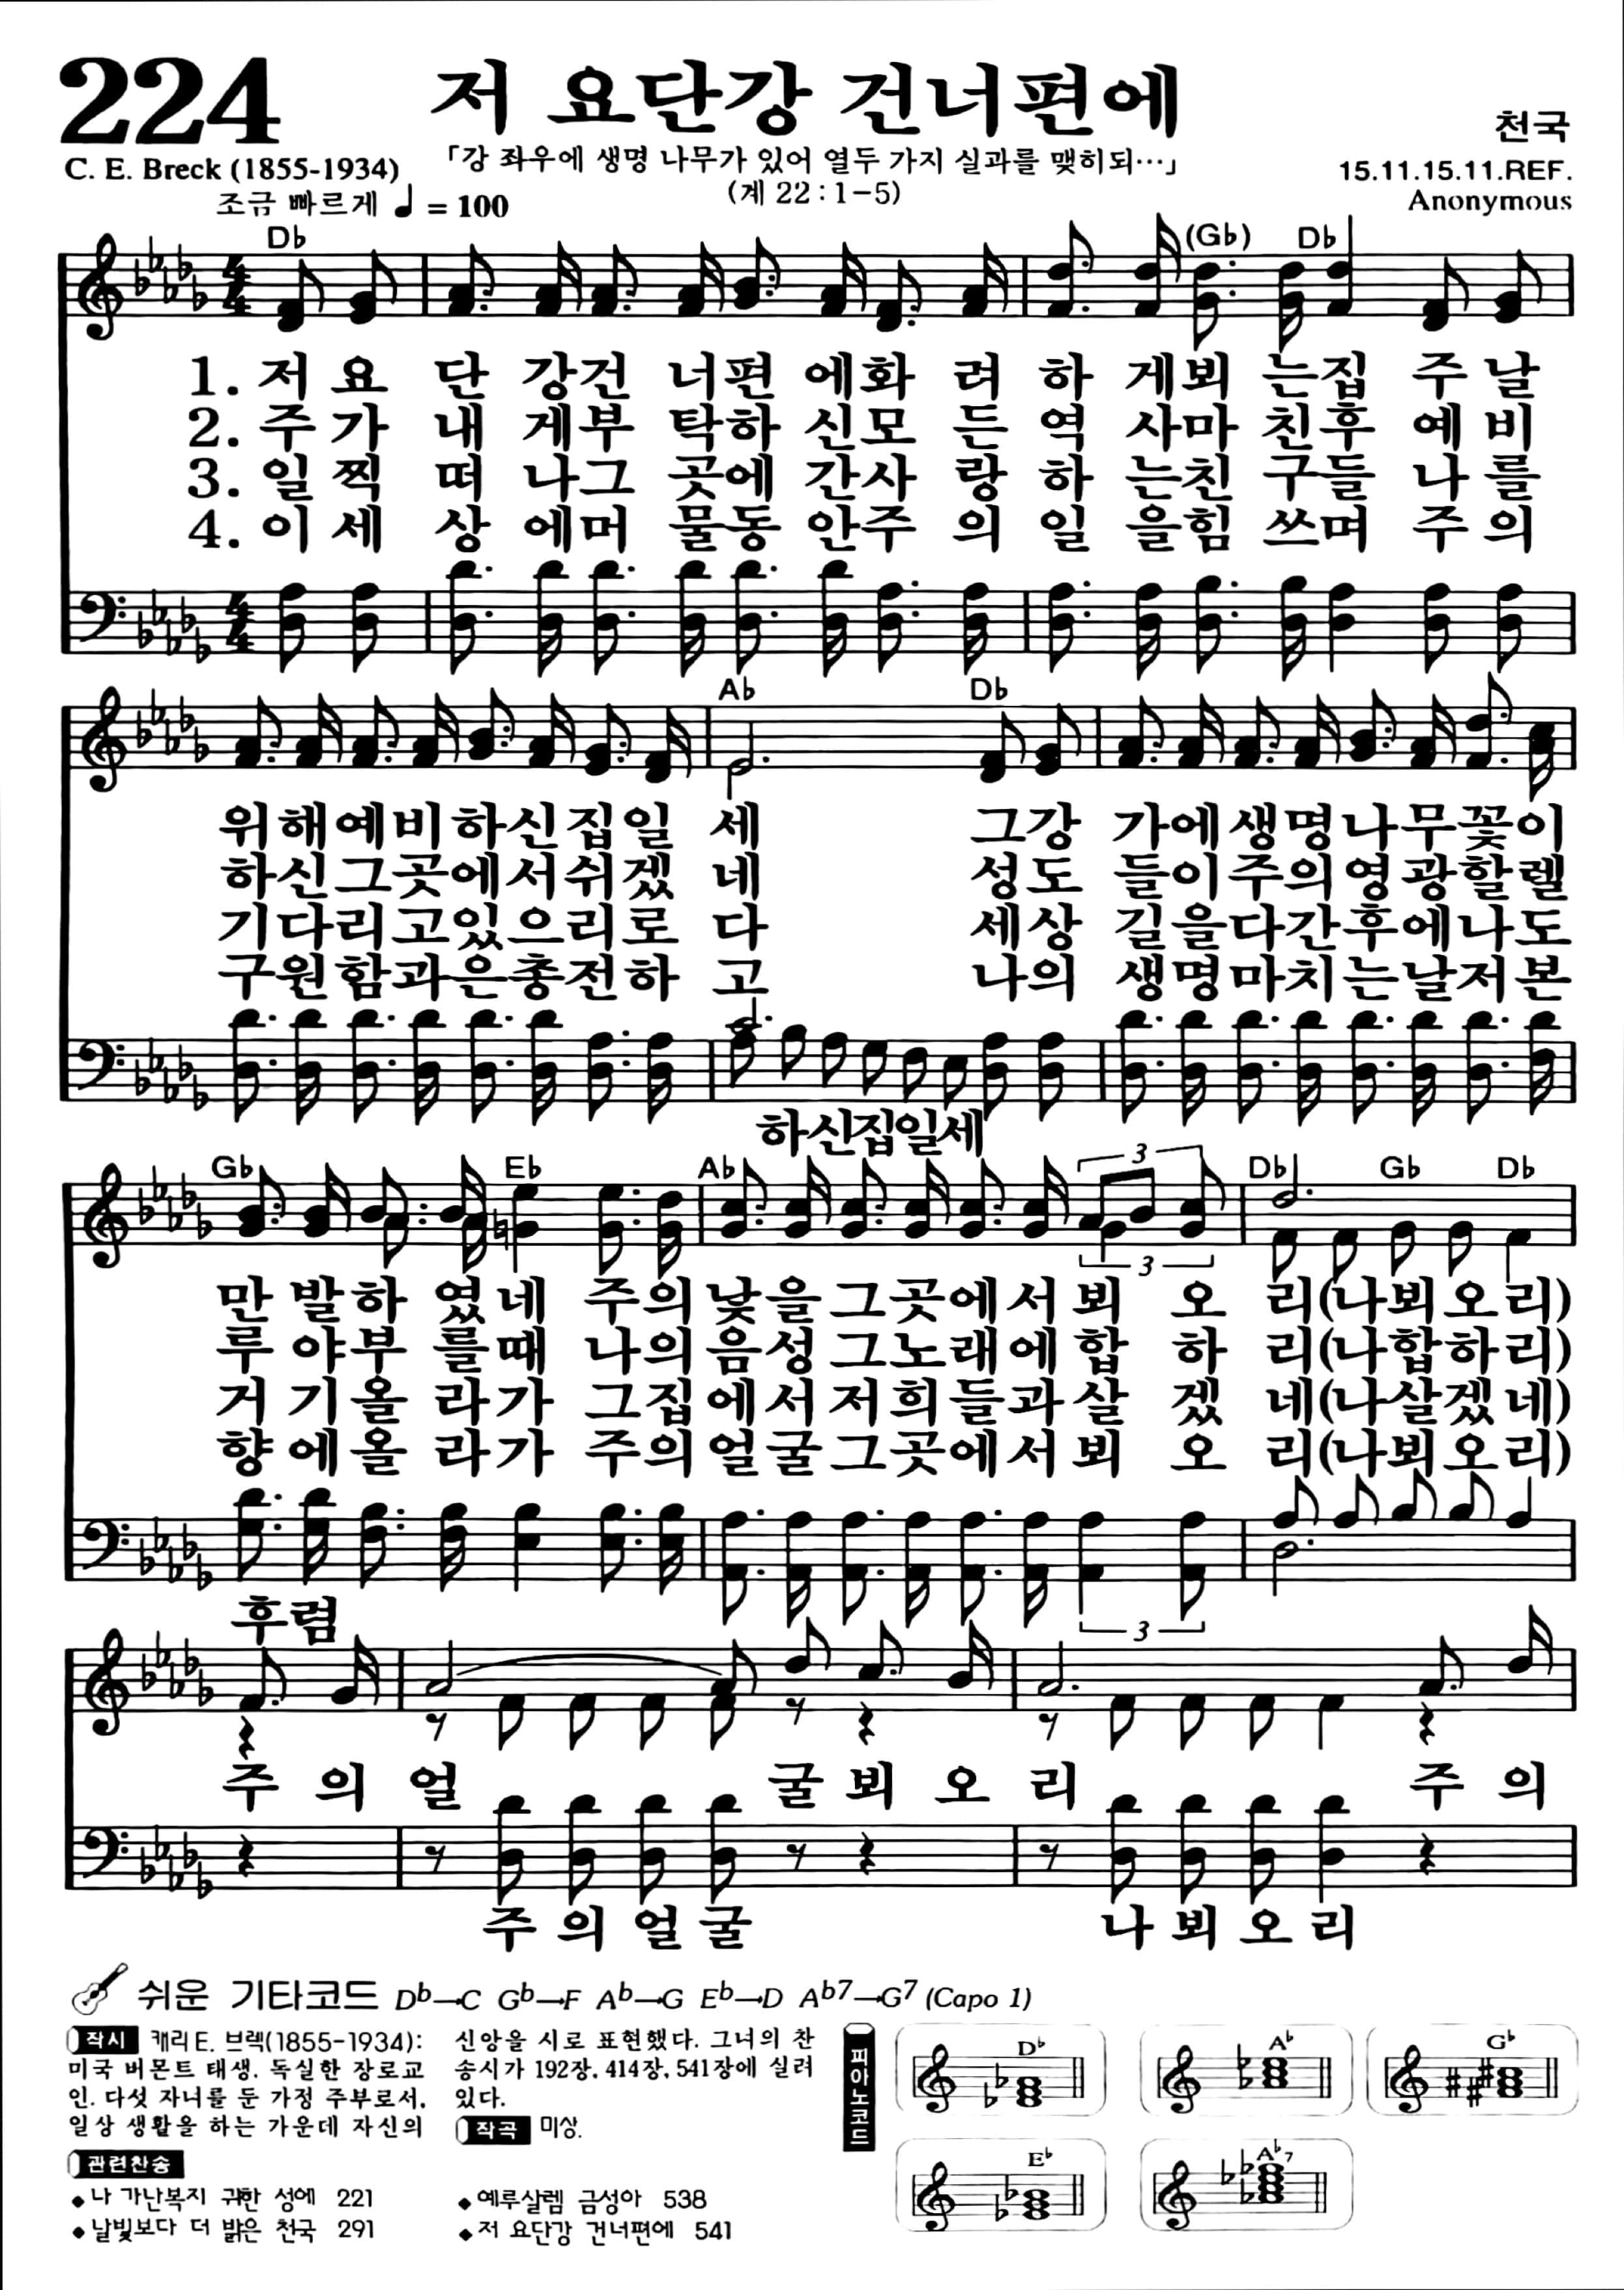 224
저 요단강 건너편에
천국
C. E. Breck (1855-1934)
「강 좌우에 생명 나무가 있어 열두 가지 실과를 맺히되…」
(계 22 : 1-5)
15.11.15.11.REF.
Anonymous
조금 빠르게 ♩ = 100
D♭ (G♭) D♭
1. 저 요 단 강건 너편 에화 려 하 게뵈 는집 주 날
2. 주 가 내 게부 탁하 신모 든 역 사마 친후 예 비
3. 일 찍 떠 나그 곳에 간사 랑 하 는친 구들 나 를
4. 이 세 상 에머 물동 안주 의 일 을힘 쓰며 주 의
A♭ D♭
위해예비하신집일 세 그강 가에생명나무꽃이
하신그곳에서쉬겠 네 성도 들이주의영광할렐
기다리고있으리로 다 세상 길을다간후에나도
구원함과은총전하 고 나의 생명마치는날저본
하신집일세
G♭ E♭ A♭ 3 D♭ G♭ D♭
3
만 발하 였네 주의낯을그곳에서뵈 오 리(나뵈오리)
루 야부 를때 나의음성그노래에합 하 리(나합하리)
거 기올 라가 그집에서저희들과살 겠 네(나살겠네)
향 에올 라가 주의얼굴그곳에서뵈 오 리(나뵈오리)
3
후렴
주 의 얼 굴 뵈 오 리 주 의
주 의 얼 굴 나 뵈 오 리
쉬운 기타코드 D♭→C G♭→F A♭→G E♭→D A♭7→G7 (Capo 1)
작시 캐리 E. 브렉(1855-1934):
미국 버몬트 태생. 독실한 장로교
인. 다섯 자녀를 둔 가정 주부로서,
일상 생활을 하는 가운데 자신의
신앙을 시로 표현했다. 그녀의 찬
송시가 192장, 414장, 541장에 실려
있다.
작곡 미상.
관련찬송
◆ 나 가난복지 귀한 성에 221
◆ 날빛보다 더 밝은 천국 291
◆ 예루살렘 금성아 538
◆ 저 요단강 건너편에 541
피아노코드
D♭ A♭ G♭
E♭ A♭7